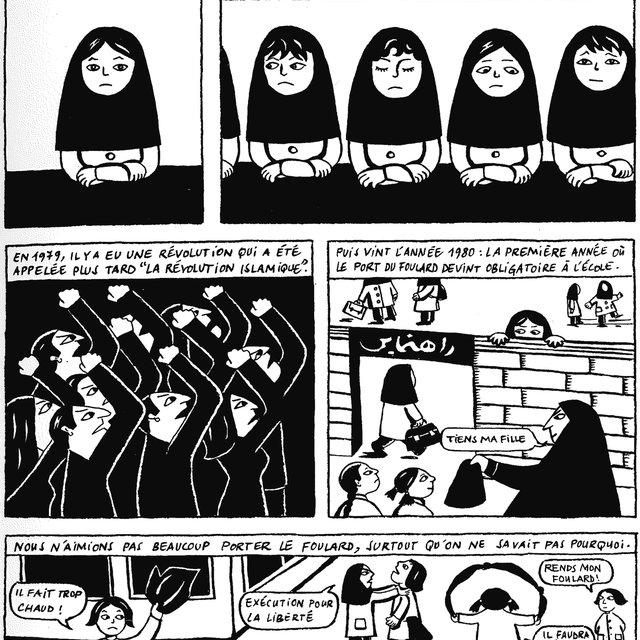 EN 1979, IL Y A EU UNE RÉVOLUTION QUI A ÉTÉ
APPELÉE PLUS TARD "LA RÉVOLUTION ISLAMIQUE".
PUIS VINT L'ANNÉE 1980 : LA PREMIÈRE ANNÉE OÙ
LE PORT DU FOULARD DEVINT OBLIGATOIRE À L'ÉCOLE.
راهنمایی
TIENS MA FILLE
NOUS N'AIMIONS PAS BEAUCOUP PORTER LE FOULARD, SURTOUT QU'ON NE SAVAIT PAS POURQUOI.
IL FAIT TROP
CHAUD !
EXÉCUTION POUR
LA LIBERTÉ
RENDS MON
FOULARD !
IL FAUDRA